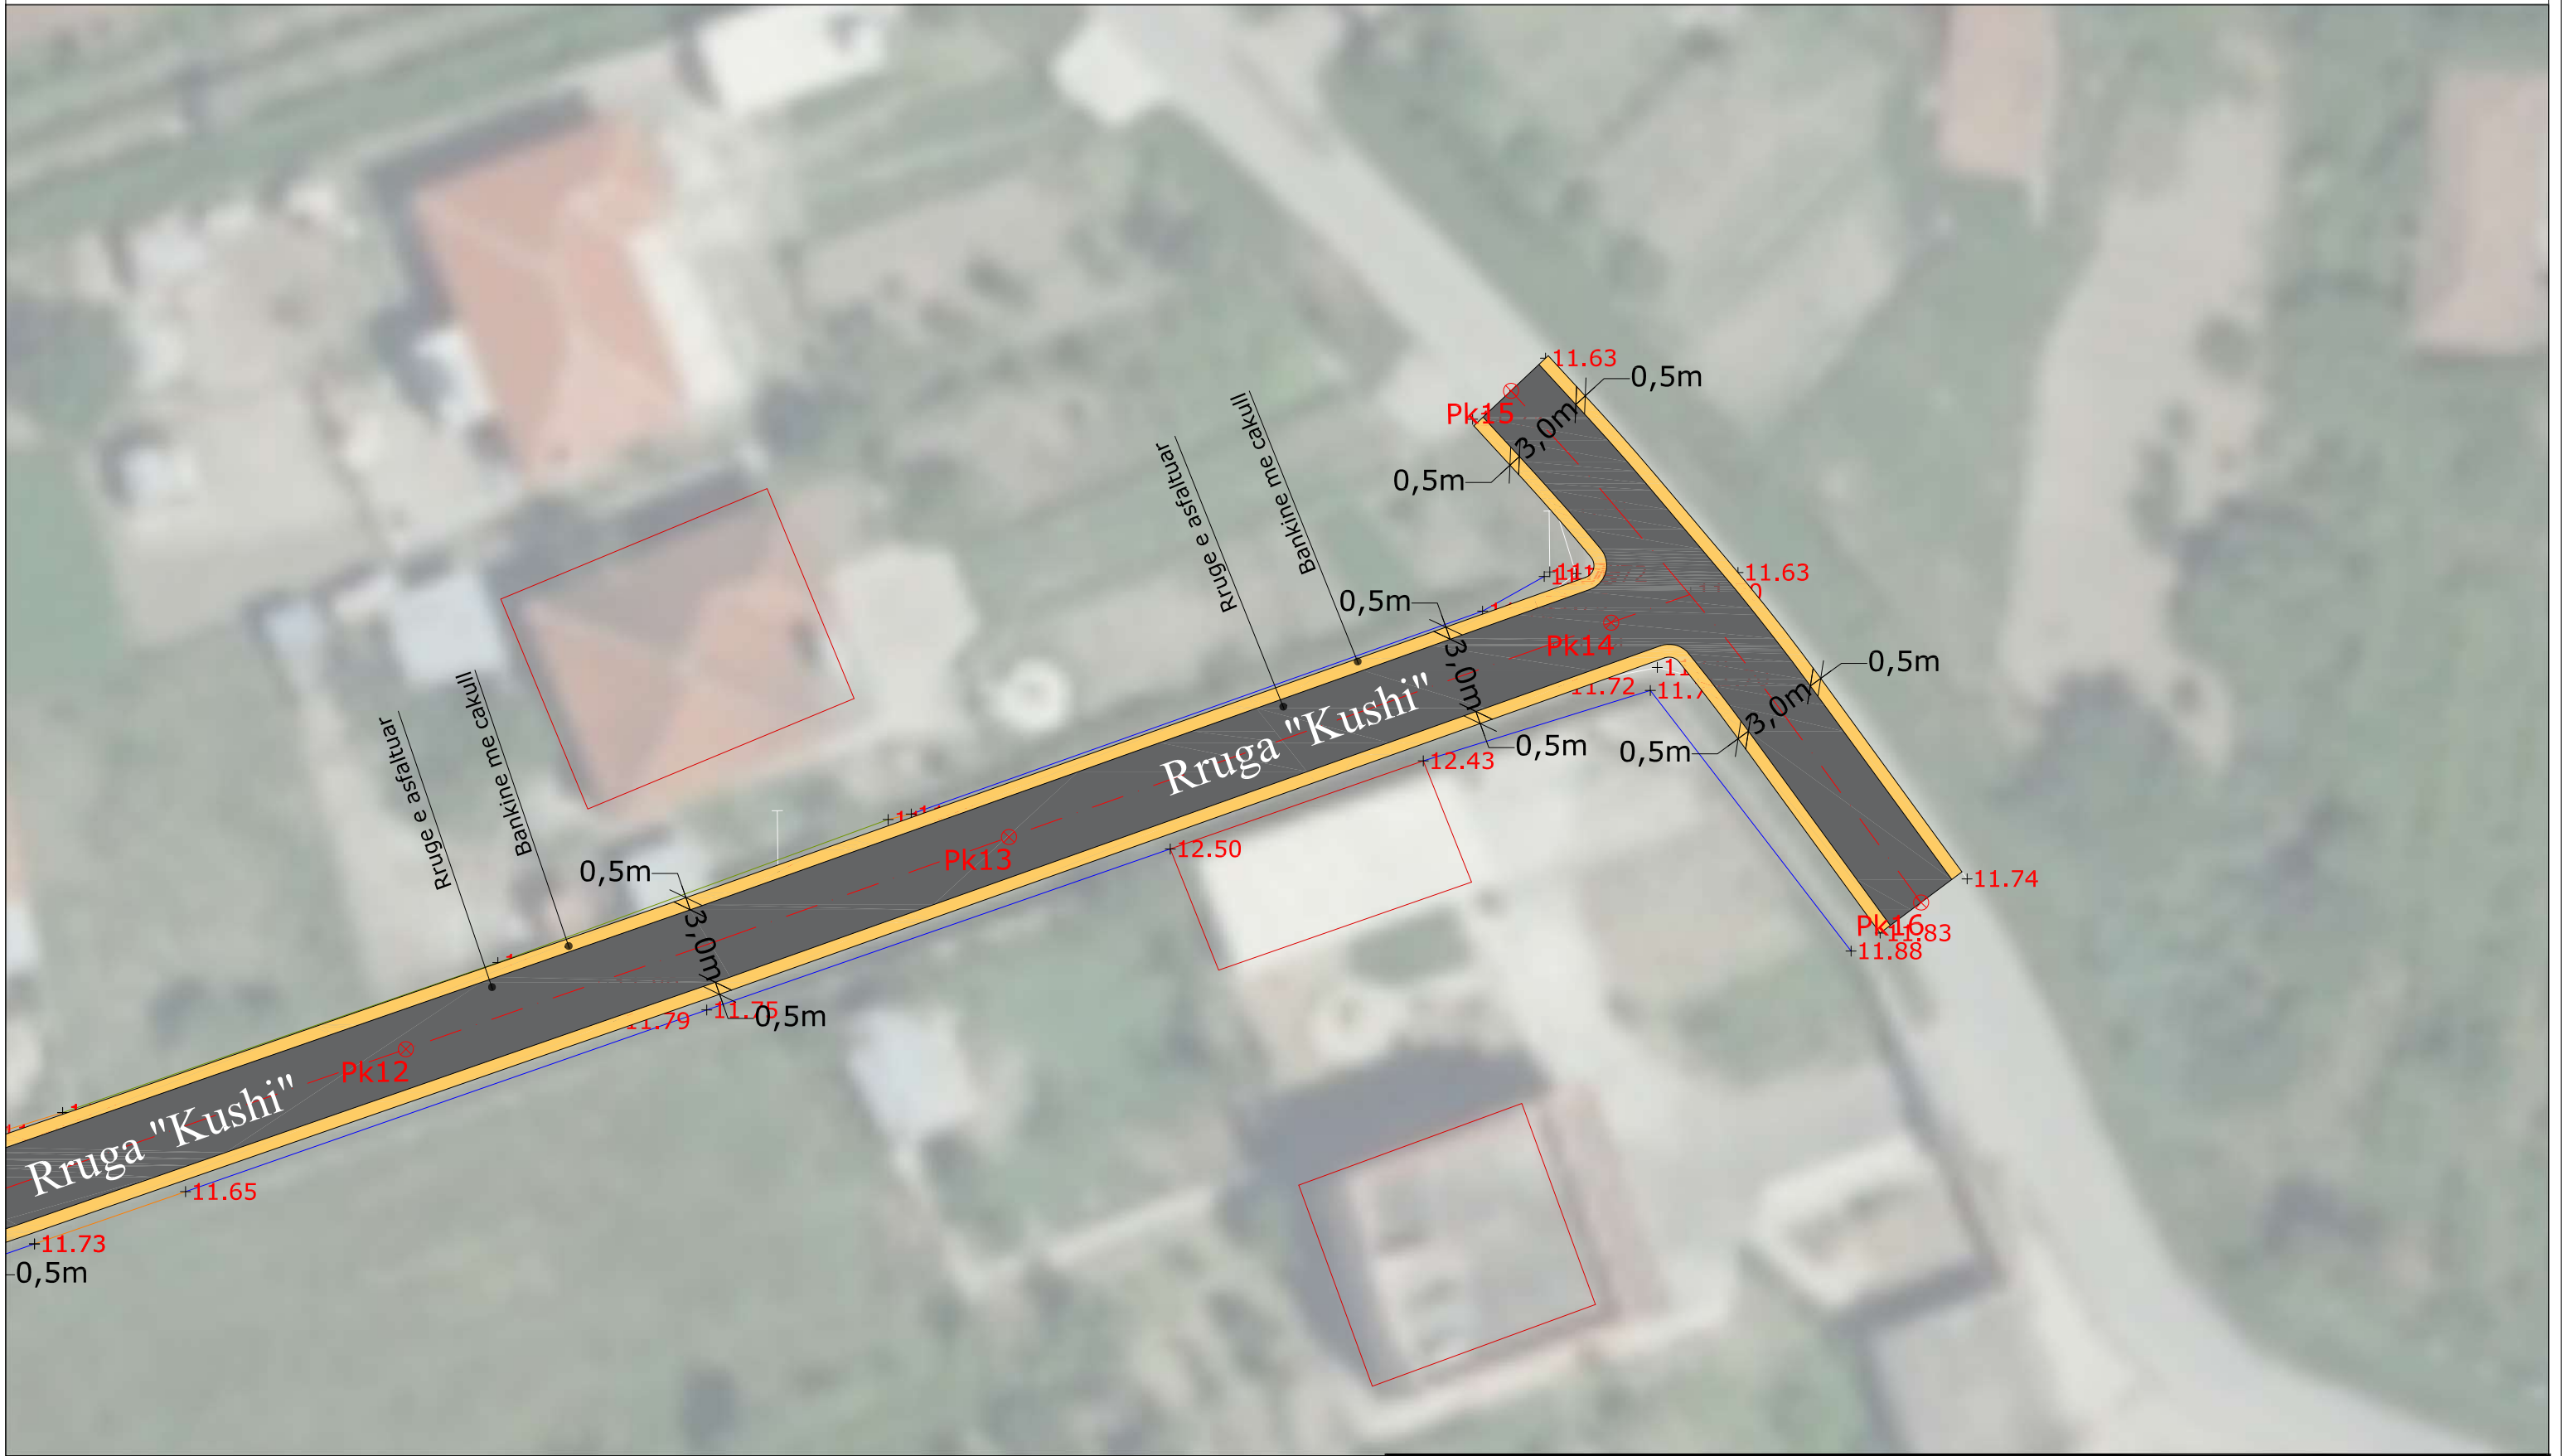 11.63
0,5m
Pk15
3,0m
0,5m
Rruge e asfaltuar
Bankine me cakull
11.63
0,5m
Pk14
3,0m
0,5m
3,0m
11.72
0,5m
0,5m
Rruga "Kushi"
12.43
Rruge e asfaltuar
Bankine me cakull
12.50
Pk13
0,5m
3,0m
11.74
Pk16
11.83
11.88
11.75
0,5m
11.79
Pk12
Rruga "Kushi"
11.65
11.73
0,5m